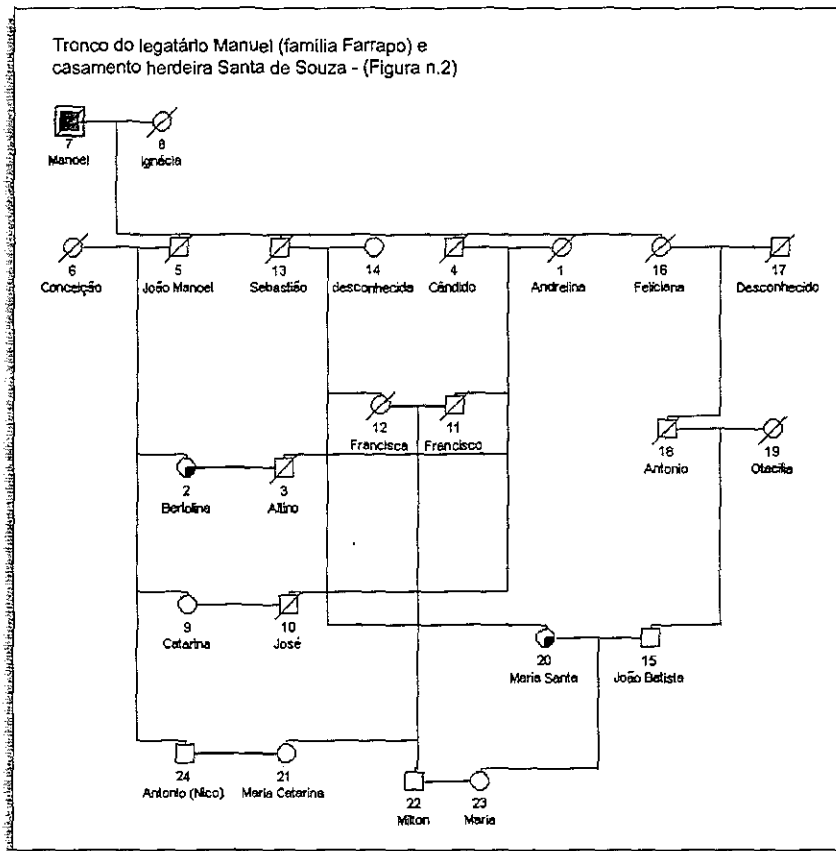 Tronco do legatário Manuel (família Farrapo) e
casamento herdeira Santa de Souza - (Figura n.2)
7 8
Manoel Ignácia
6 5 13 14 4 1 16 17
Conceição João Manoel Sebastião desconhecida Cândido Andrelina Feliciana Desconhecido
12 11
Francisca Francisco
18 19
Antonio Otacilia
2 3
Bertolina Altino
9 10
Catarina José
20 15
Maria Santa João Batista
24 21
Antonio (Nico) Maria Catarina
22 23
Milton Maria